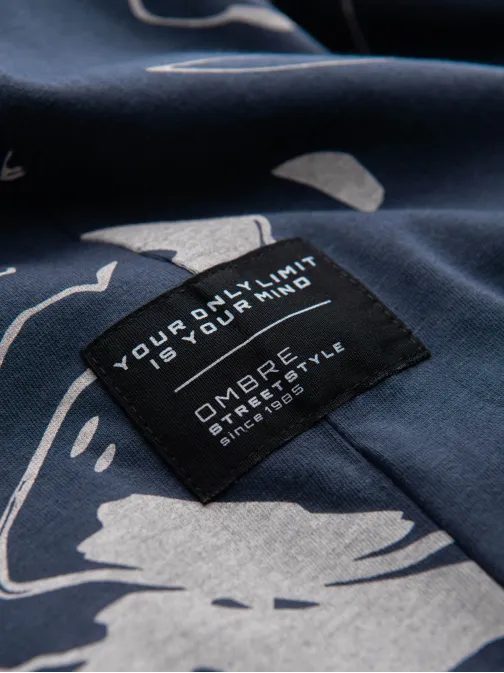 YOUR ONLY LIMIT
IS YOUR MIND
OMBRE
STREETSTYLE
since 1985